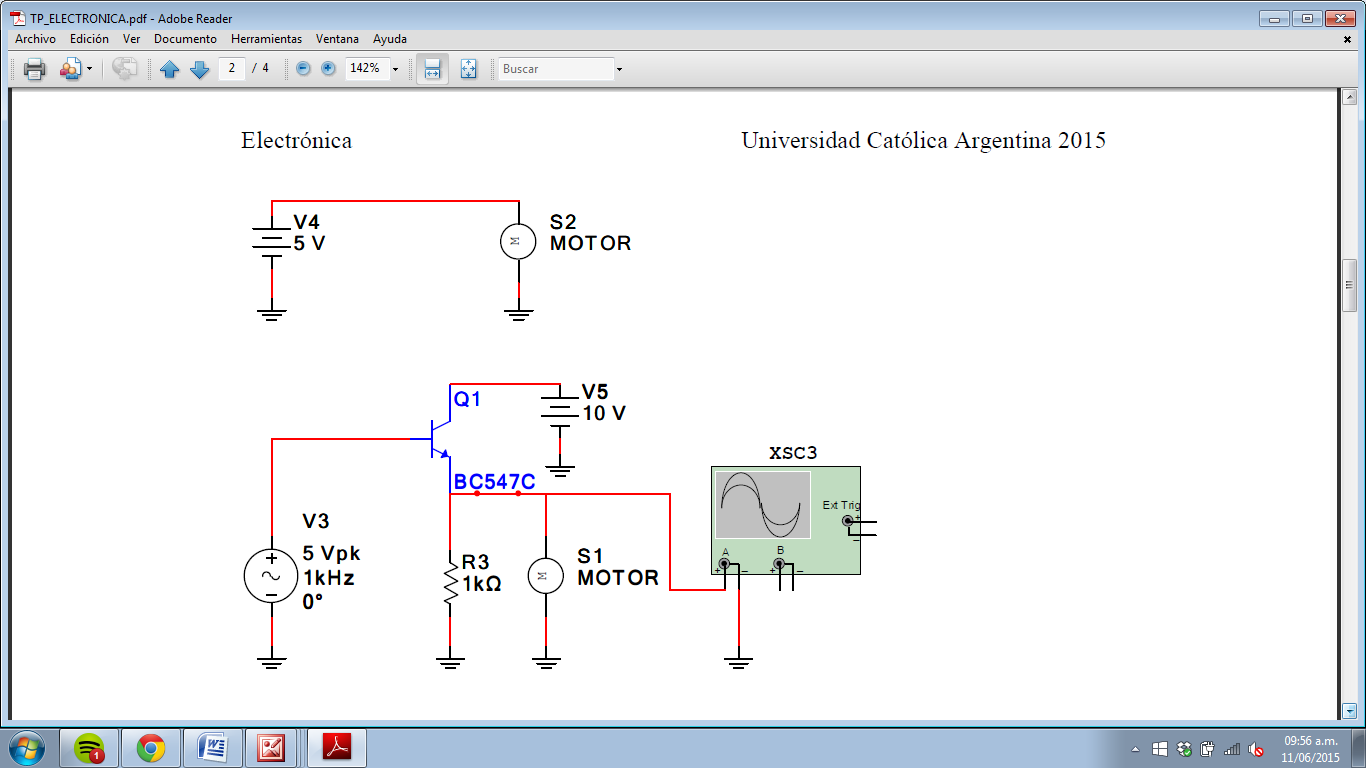 TP_ELECTRONICA.pdf - Adobe Reader
Archivo Edición Ver Documento Herramientas Ventana Ayuda
2 / 4 142% Buscar
Electrónica Universidad Católica Argentina 2015
V4
5 V
S2
MOTOR
M
Q1
V5
10 V
BC547C
XSC3
Ext Trig
+
−
A
B
+ − + −
V3
5 Vpk
1kHz
0°
+
−
R3
1kΩ
S1
MOTOR
M
1
W
09:56 a.m.
11/06/2015